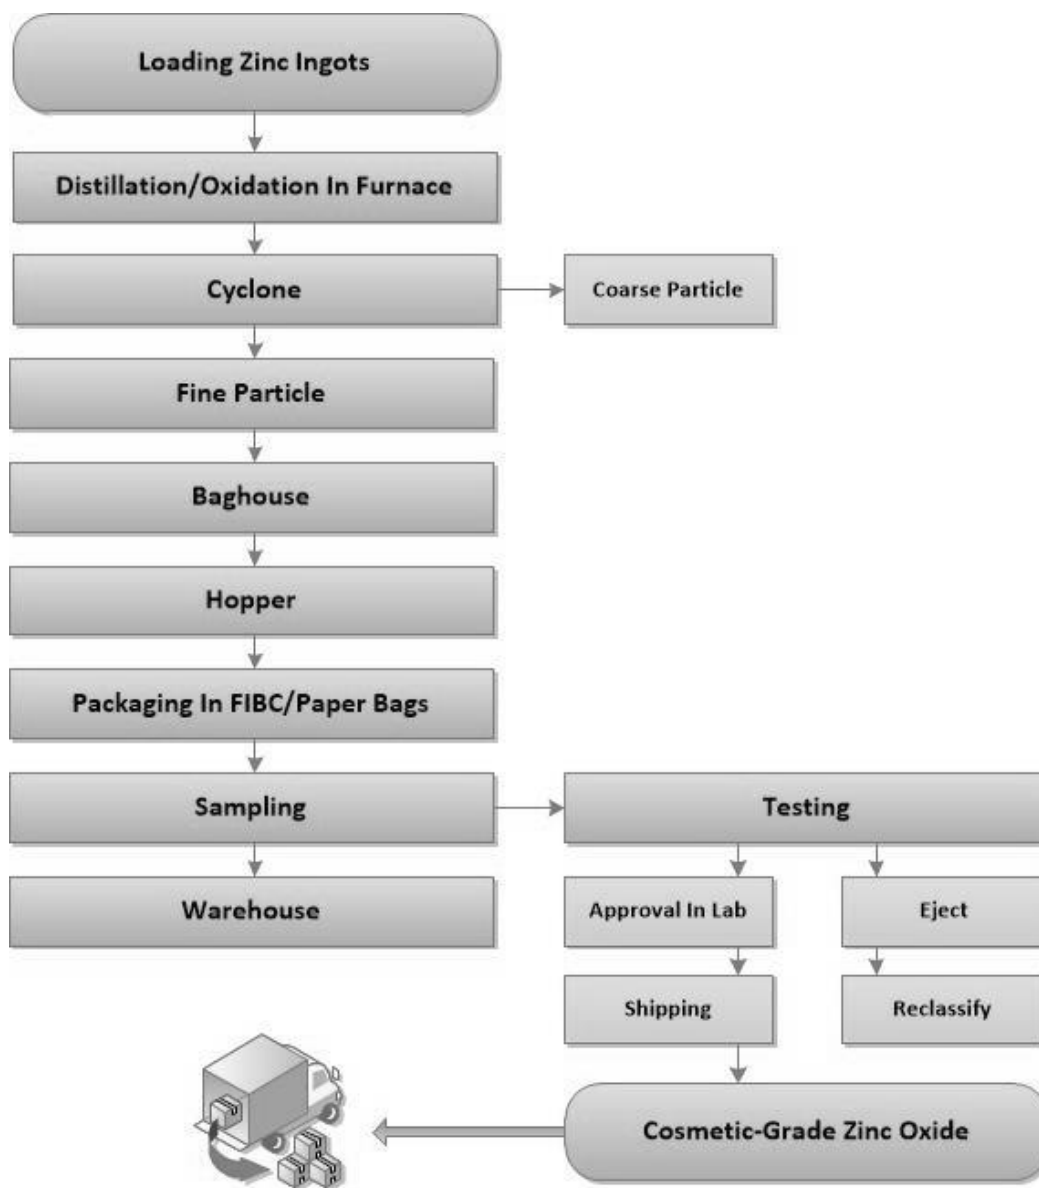 Loading Zinc Ingots
Distillation/Oxidation In Furnace
Cyclone
Coarse Particle
Fine Particle
Baghouse
Hopper
Packaging In FIBC/Paper Bags
Sampling
Testing
Warehouse
Approval In Lab
Eject
Shipping
Reclassify
Cosmetic-Grade Zinc Oxide